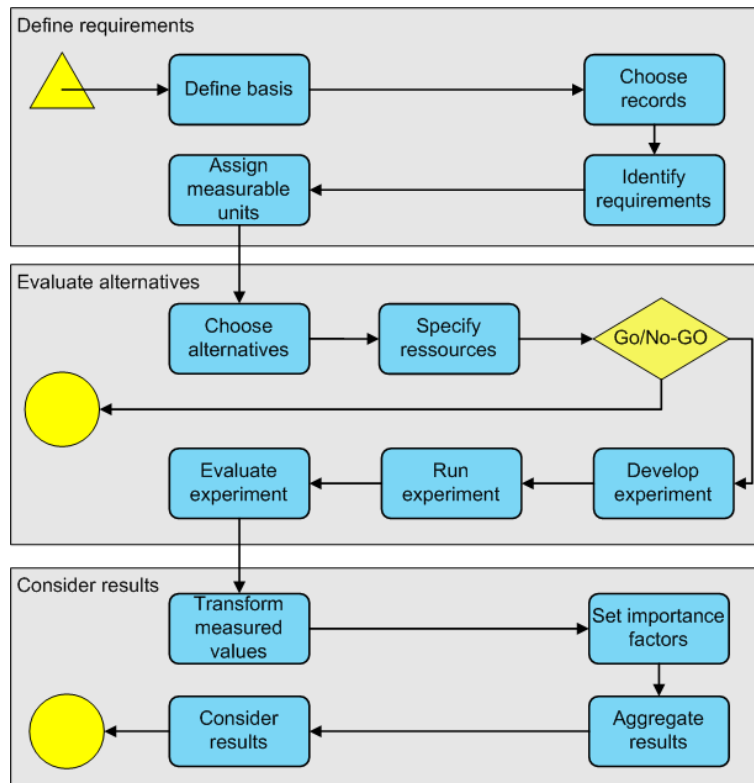 Define requirements
Define basis
Choose
records
Assign
measurable
units
Identify
requirements
Evaluate alternatives
Choose
alternatives
Specify
ressources
Go/No-GO
Evaluate
experiment
Run
experiment
Develop
experiment
Consider results
Transform
measured
values
Set importance
factors
Consider
results
Aggregate
results